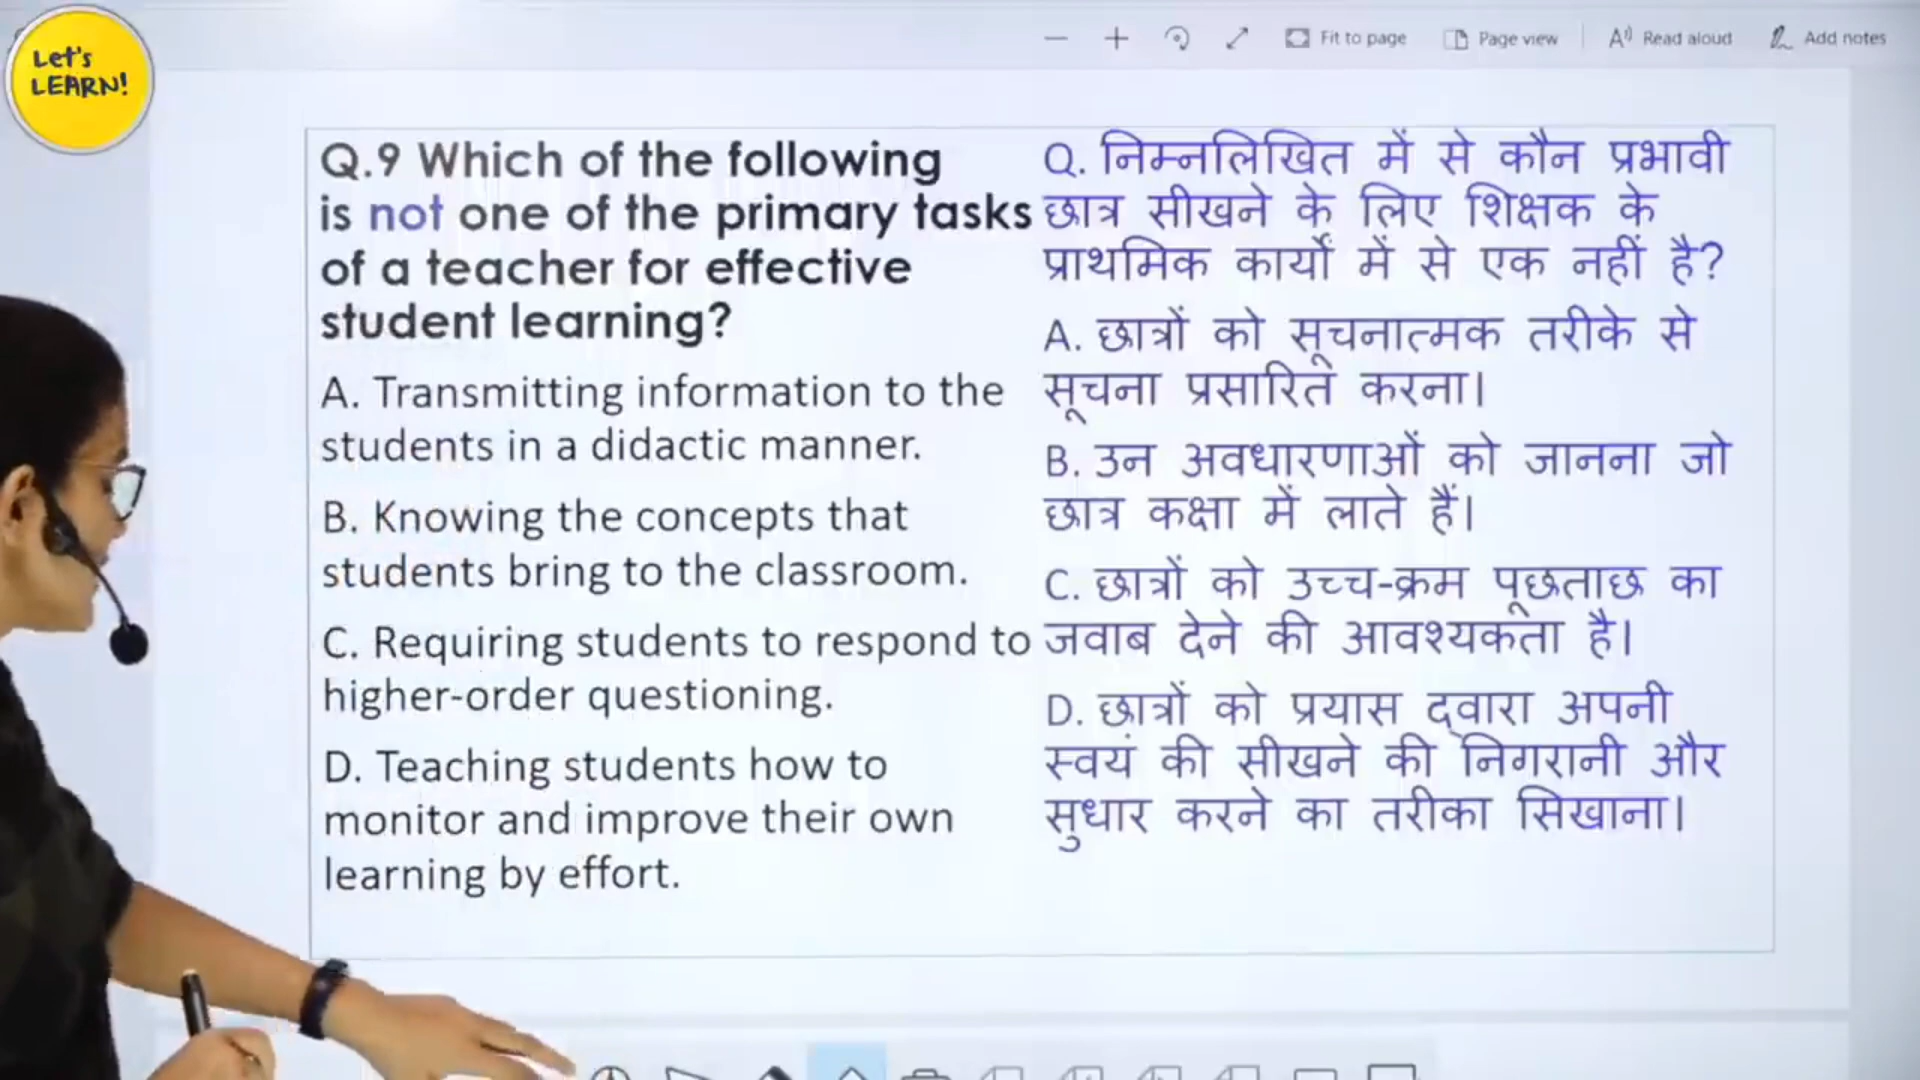 Let's
LEARN!
Fit to page
Page view
Read aloud
Add notes
Q.9 Which of the following
is not one of the primary tasks
of a teacher for effective
student learning?
A. Transmitting information to the
students in a didactic manner.
B. Knowing the concepts that
students bring to the classroom.
C. Requiring students to respond to
higher-order questioning.
D. Teaching students how to
monitor and improve their own
learning by effort.
Q. निम्नलिखित में से कौन प्रभावी
छात्र सीखने के लिए शिक्षक के
प्राथमिक कार्यों में से एक नहीं है?
A. छात्रों को सूचनात्मक तरीके से
सूचना प्रसारित करना।
B. उन अवधारणाओं को जानना जो
छात्र कक्षा में लाते हैं।
C. छात्रों को उच्च-क्रम पूछताछ का
जवाब देने की आवश्यकता है।
D. छात्रों को प्रयास द्वारा अपनी
स्वयं की सीखने की निगरानी और
सुधार करने का तरीका सिखाना।